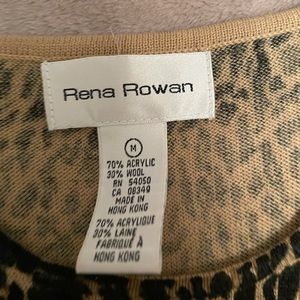 Rena Rowan
M
70% ACRYLIC
30% WOOL
RN 54050
CA 08349
MADE IN
HONG KONG
70% ACRYLIQUE
30% LAINE
FABRIQUÉ À
HONG KONG